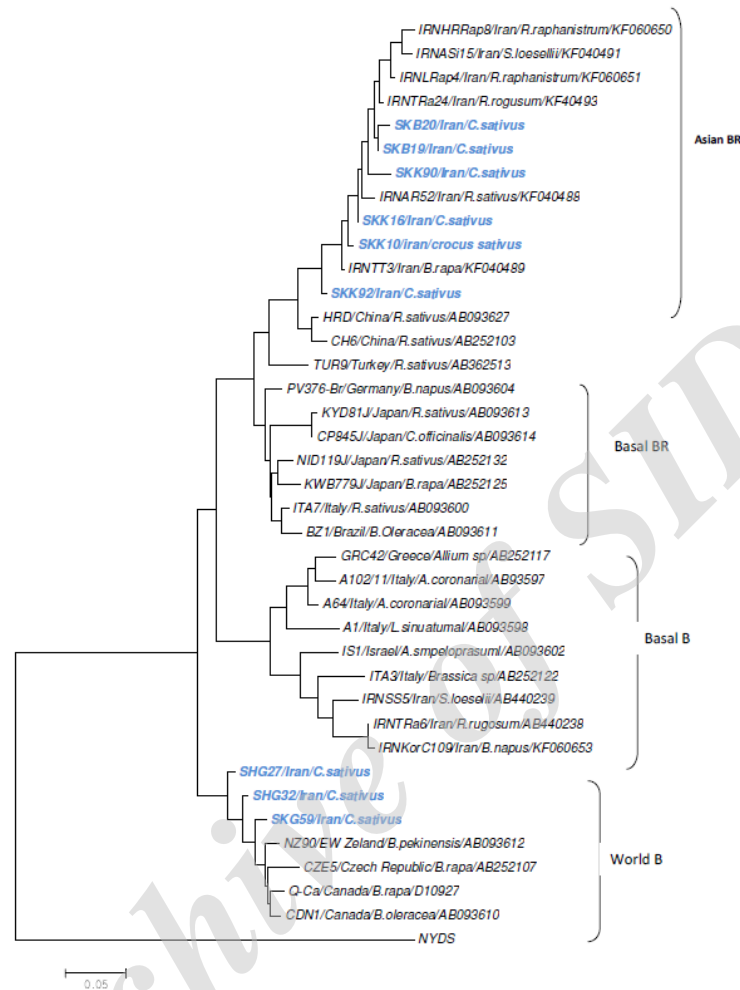 IRNHRRap8/Iran/R.raphanistrum/KF060650
IRNASi15/Iran/S.loesellii/KF040491
IRNLRap4/Iran/R.raphanistrum/KF060651
IRNTRa24/Iran/R.rogusum/KF40493
SKB20/Iran/C.sativus
SKB19/Iran/C.sativus
SKK90/Iran/C.sativus
IRNAR52/Iran/R.sativus/KF040488
SKK16/Iran/C.sativus
SKK10/iran/crocus sativus
IRNTT3/Iran/B.rapa/KF040489
SKK92/Iran/C.sativus
HRD/China/R.sativus/AB093627
CH6/China/R.sativus/AB252103
Asian BR
TUR9/Turkey/R.sativus/AB362513
PV376-Br/Germany/B.napus/AB093604
KYD81J/Japan/R.sativus/AB093613
CP845J/Japan/C.officinalis/AB093614
NID119J/Japan/R.sativus/AB252132
KWB779J/Japan/B.rapa/AB252125
ITA7/Italy/R.sativus/AB093600
BZ1/Brazil/B.Oleracea/AB093611
Basal BR
GRC42/Greece/Allium sp/AB252117
A102/11/Italy/A.coronarial/AB93597
A64/Italy/A.coronarial/AB093599
A1/Italy/L.sinuatumal/AB093598
IS1/Israel/A.smpeloprasuml/AB093602
ITA3/Italy/Brassica sp/AB252122
IRNSS5/Iran/S.loeselii/AB440239
IRNTRa6/Iran/R.rugosum/AB440238
IRNKorC109/Iran/B.napus/KF060653
Basal B
SHG27/Iran/C.sativus
SHG32/Iran/C.sativus
SKG59/Iran/C.sativus
NZ90/EW Zeland/B.pekinensis/AB093612
CZE5/Czech Republic/B.rapa/AB252107
Q-Ca/Canada/B.rapa/D10927
CDN1/Canada/B.oleracea/AB093610
World B
NYDS
0.05
chive of SID